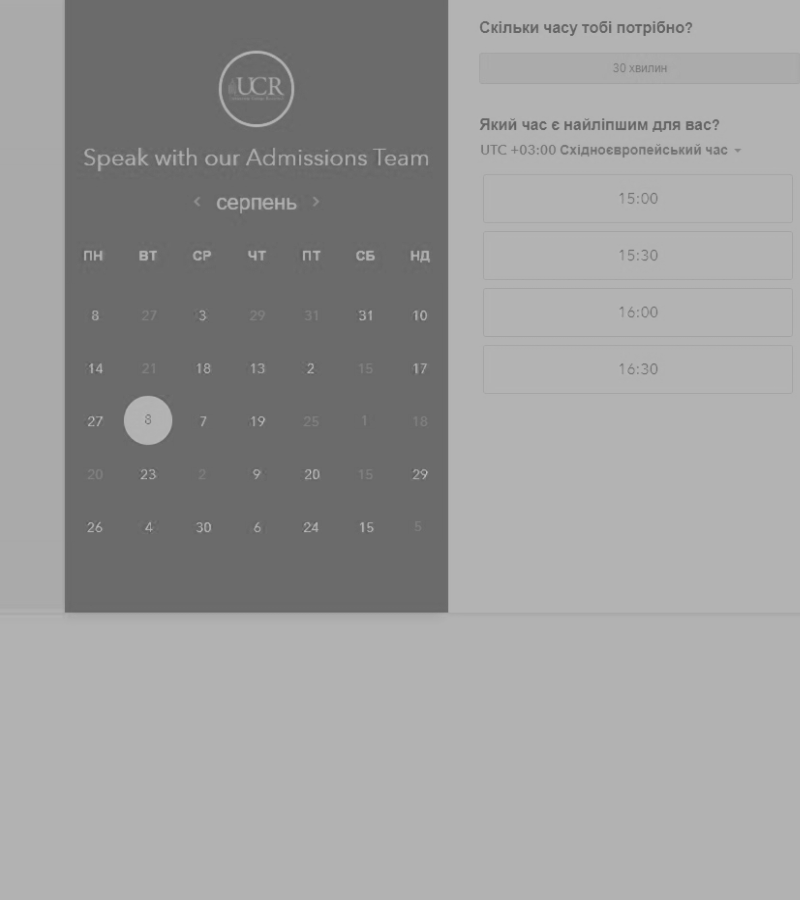 UCR
Speak with our Admissions Team
серпень
ПН ВТ СР ЧТ ПТ СБ НД
8 27 3 29 31 31 10
14 21 18 13 2 15 17
27 8 7 19 25 1 18
20 23 2 9 20 15 29
26 4 30 6 24 15 5
Скільки часу тобі потрібно?
30 хвилин
Який час є найліпшим для вас?
UTC +03:00 Східноєвропейський час
15:00
15:30
16:00
16:30